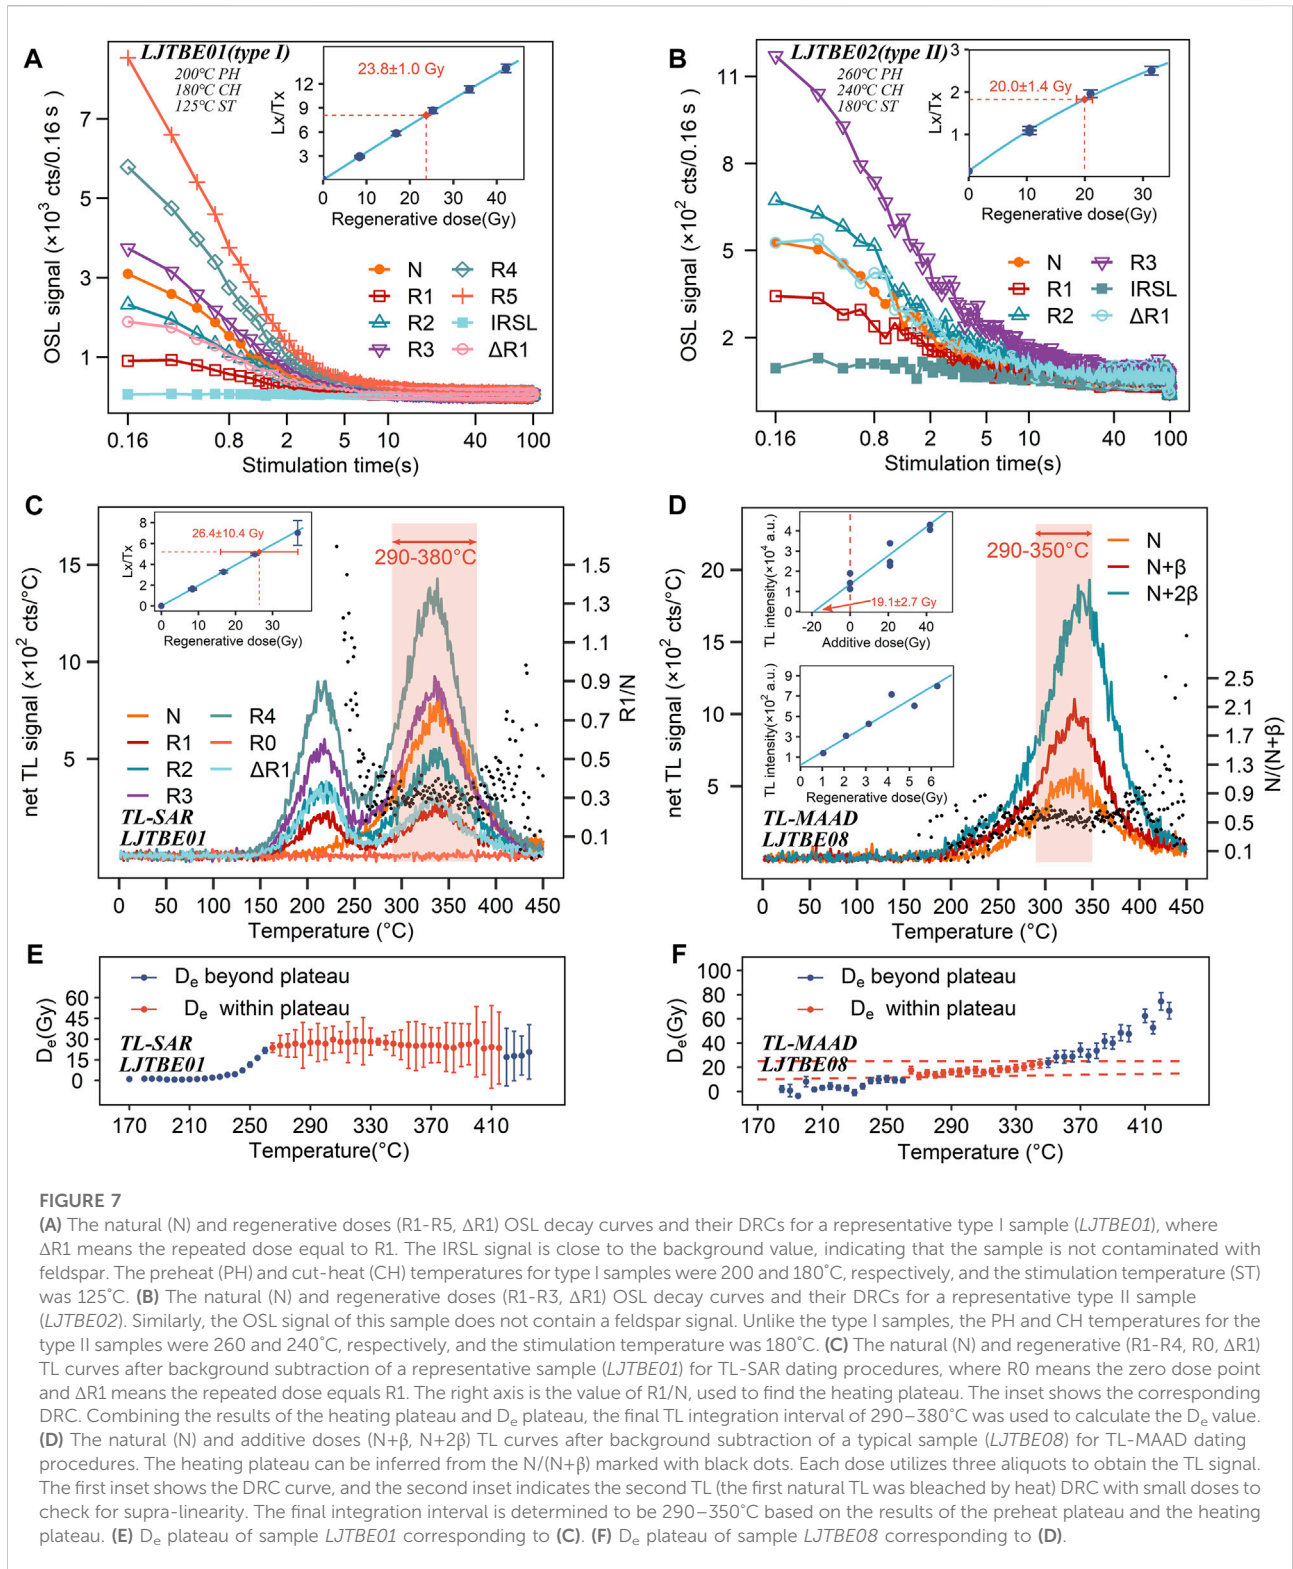 A
LJTBE01(type I)
200°C PH
180°C CH
125°C ST
OSL signal (×10³ cts/0.16 s)
7
5
3
1
0.16
0.8
2
5
10
40
100
Stimulation time(s)
23.8±1.0 Gy
Lx/Tx
12
9
6
3
0
10
20
30
40
Regenerative dose(Gy)
N
R1
R2
R3
R4
R5
IRSL
ΔR1
B
LJTBE02(type II)
260°C PH
240°C CH
180°C ST
OSL signal (×10² cts/0.16 s)
11
8
5
2
0.16
0.8
2
5
10
40
100
Stimulation time(s)
20.0±1.4 Gy
Lx/Tx
3
2
1
0
10
20
30
Regenerative dose(Gy)
N
R1
R2
R3
IRSL
ΔR1
C
net TL signal (×10² cts/°C)
15
10
5
8
6
4
2
0
Lx/Tx
26.4±10.4 Gy
0
10
20
30
Regenerative dose(Gy)
290-380°C
1.5
1.3
1.1
0.9
0.7
0.5
0.3
0.1
R1/N
N
R1
R2
R3
R4
R0
ΔR1
TL-SAR
LJTBE01
0
50
100
150
200
250
300
350
400
450
Temperature (°C)
D
net TL signal (×10² cts/°C)
20
15
10
5
TL intensity(×10⁴ a.u.)
4
3
2
1
0
19.1±2.7 Gy
-20
0
20
40
Additive dose(Gy)
TL intensity(×10² a.u.)
9
7
5
3
1
0
1
2
3
4
5
6
Regenerative dose(Gy)
290-350°C
N
N+β
N+2β
2.5
2.1
1.7
1.3
0.9
0.5
0.1
N/(N+β)
TL-MAAD
LJTBE08
0
50
100
150
200
250
300
350
400
450
Temperature (°C)
E
Dₑ beyond plateau
Dₑ within plateau
Dₑ(Gy)
60
45
30
15
0
TL-SAR
LJTBE01
170
210
250
290
330
370
410
Temperature(°C)
F
Dₑ beyond plateau
Dₑ within plateau
Dₑ(Gy)
100
80
60
40
20
0
TL-MAAD
LJTBE08
170
210
250
290
330
370
410
Temperature (°C)
FIGURE 7
(A) The natural (N) and regenerative doses (R1-R5, ΔR1) OSL decay curves and their DRCs for a representative type I sample (LJTBE01), where
ΔR1 means the repeated dose equal to R1. The IRSL signal is close to the background value, indicating that the sample is not contaminated with
feldspar. The preheat (PH) and cut-heat (CH) temperatures for type I samples were 200 and 180°C, respectively, and the stimulation temperature (ST)
was 125°C. (B) The natural (N) and regenerative doses (R1-R3, ΔR1) OSL decay curves and their DRCs for a representative type II sample
(LJTBE02). Similarly, the OSL signal of this sample does not contain a feldspar signal. Unlike the type I samples, the PH and CH temperatures for the
type II samples were 260 and 240°C, respectively, and the stimulation temperature was 180°C. (C) The natural (N) and regenerative (R1-R4, R0, ΔR1)
TL curves after background subtraction of a representative sample (LJTBE01) for TL-SAR dating procedures, where R0 means the zero dose point
and ΔR1 means the repeated dose equals R1. The right axis is the value of R1/N, used to find the heating plateau. The inset shows the corresponding
DRC. Combining the results of the heating plateau and Dₑ plateau, the final TL integration interval of 290–380°C was used to calculate the Dₑ value.
(D) The natural (N) and additive doses (N+β, N+2β) TL curves after background subtraction of a typical sample (LJTBE08) for TL-MAAD dating
procedures. The heating plateau can be inferred from the N/(N+β) marked with black dots. Each dose utilizes three aliquots to obtain the TL signal.
The first inset shows the DRC curve, and the second inset indicates the second TL (the first natural TL was bleached by heat) DRC with small doses to
check for supra-linearity. The final integration interval is determined to be 290–350°C based on the results of the preheat plateau and the heating
plateau. (E) Dₑ plateau of sample LJTBE01 corresponding to (C). (F) Dₑ plateau of sample LJTBE08 corresponding to (D).